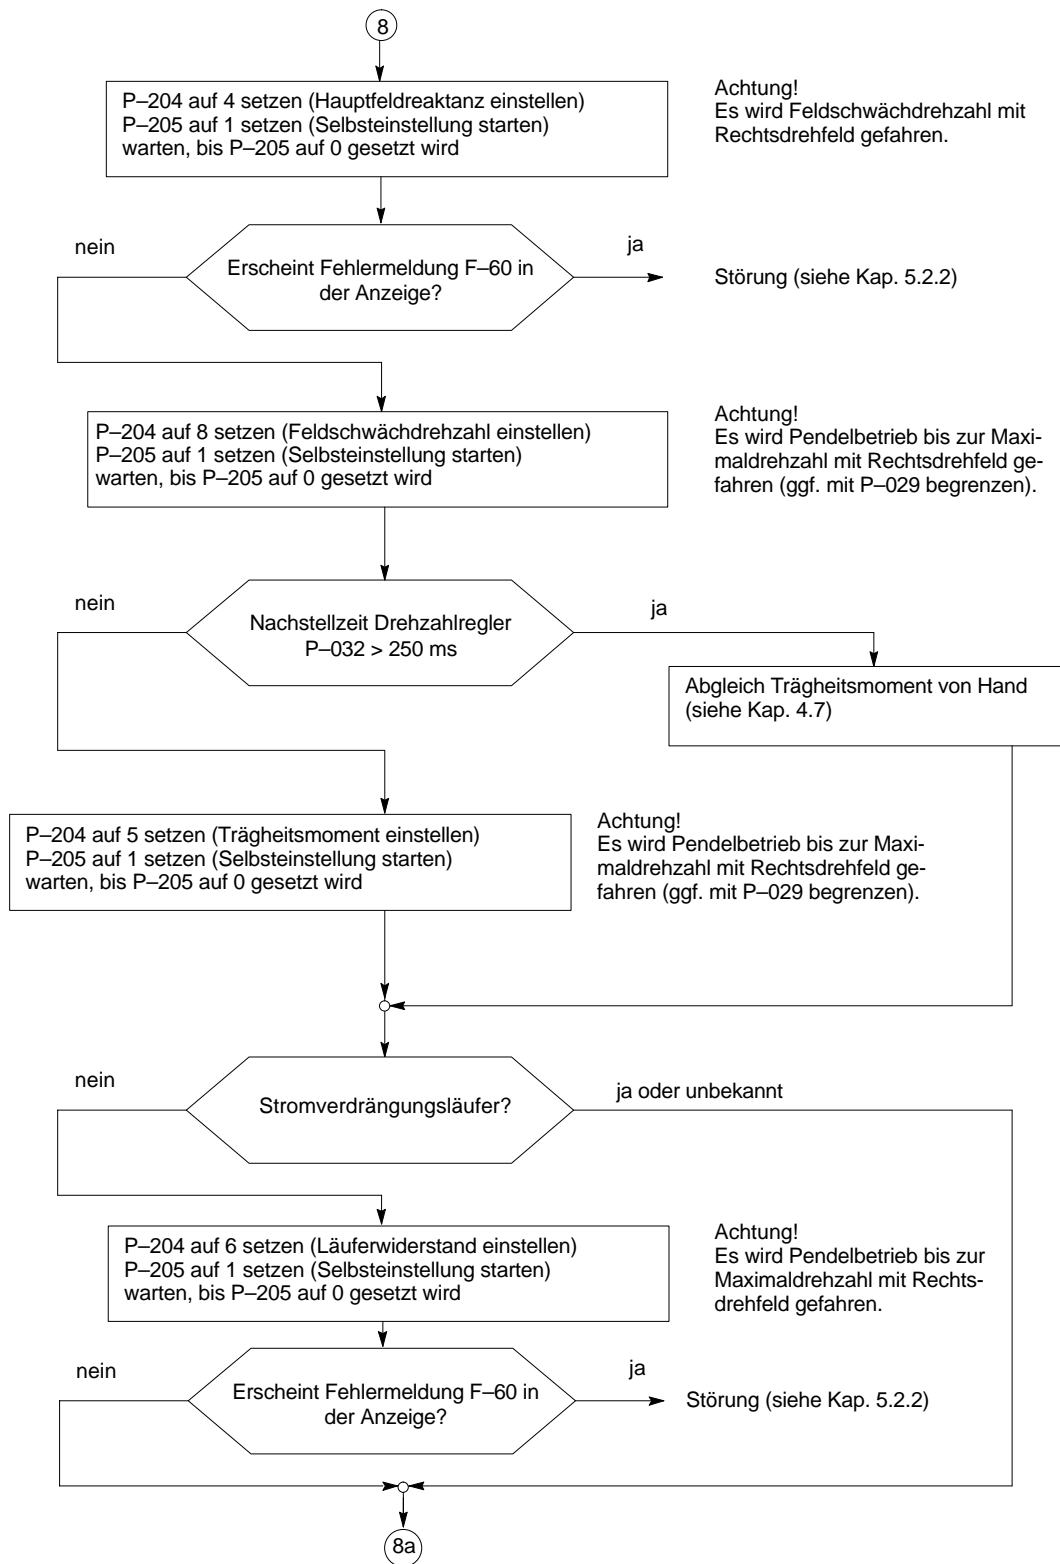 8
P–204 auf 4 setzen (Hauptfeldreaktanz einstellen)
P–205 auf 1 setzen (Selbsteinstellung starten)
warten, bis P–205 auf 0 gesetzt wird
Achtung!
Es wird Feldschwächdrehzahl mit
Rechtsdrehfeld gefahren.
nein
Erscheint Fehlermeldung F–60 in
der Anzeige?
ja
Störung (siehe Kap. 5.2.2)
P–204 auf 8 setzen (Feldschwächdrehzahl einstellen)
P–205 auf 1 setzen (Selbsteinstellung starten)
warten, bis P–205 auf 0 gesetzt wird
Achtung!
Es wird Pendelbetrieb bis zur Maxi-
maldrehzahl mit Rechtsdrehfeld ge-
fahren (ggf. mit P–029 begrenzen).
nein
Nachstellzeit Drehzahlregler
P–032 > 250 ms
ja
Abgleich Trägheitsmoment von Hand
(siehe Kap. 4.7)
P–204 auf 5 setzen (Trägheitsmoment einstellen)
P–205 auf 1 setzen (Selbsteinstellung starten)
warten, bis P–205 auf 0 gesetzt wird
Achtung!
Es wird Pendelbetrieb bis zur Maxi-
maldrehzahl mit Rechtsdrehfeld ge-
fahren (ggf. mit P–029 begrenzen).
nein
Stromverdrängungsläufer?
ja oder unbekannt
P–204 auf 6 setzen (Läuferwiderstand einstellen)
P–205 auf 1 setzen (Selbsteinstellung starten)
warten, bis P–205 auf 0 gesetzt wird
Achtung!
Es wird Pendelbetrieb bis zur
Maximaldrehzahl mit Rechts-
drehfeld gefahren.
nein
Erscheint Fehlermeldung F–60 in
der Anzeige?
ja
Störung (siehe Kap. 5.2.2)
8a